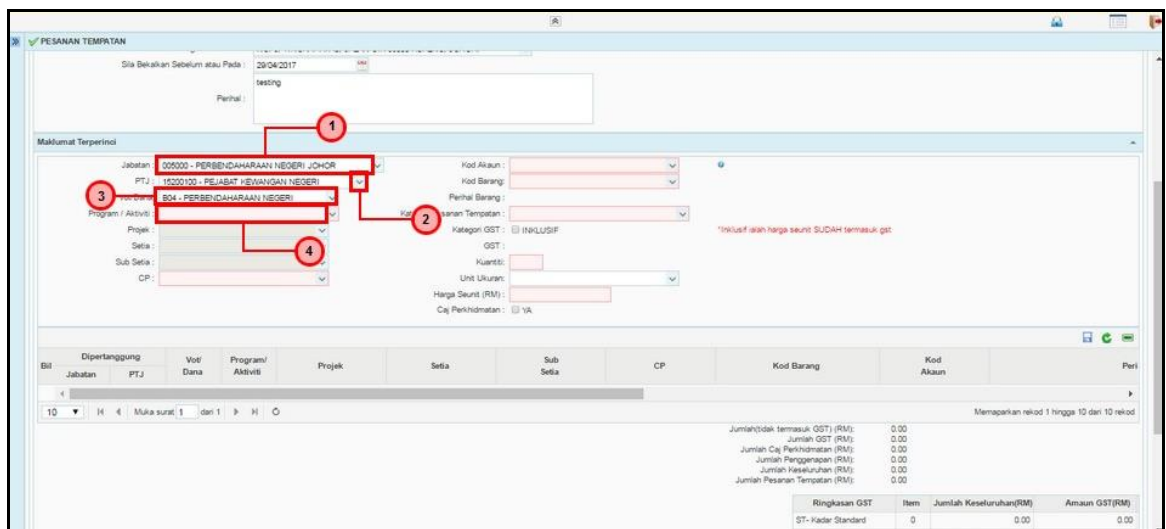 PESANAN TEMPATAN
Sila Bekalkan Sebelum atau Pada : 29/04/2017
Perihal : testing
1
Maklumat Terperinci
Jabatan : 005000 - PERBENDAHARAAN NEGERI JOHOR
Kod Akaun :
PTJ : 15200100 - PEJABAT KEWANGAN NEGERI
Kod Barang:
3
B04 - PERBENDAHARAAN NEGERI
Perihal Barang :
Program / Aktiviti :
2
Tempatan :
Projek :
Kategori GST : INKLUSIF
*Inklusif ialah harga seunit SUDAH termasuk gst
4
Setia :
GST :
Sub Setia :
Kuantiti:
CP :
Unit Ukuran:
Harga Seunit (RM) :
Caj Perkhidmatan : YA
Bil Dipertanggung Vot/ Dana Program/ Aktiviti Projek Setia Sub Setia CP Kod Barang Kod Akaun Peri
Jabatan PTJ
10 Muka surat 1 dari 1
Memaparkan rekod 1 hingga 10 dari 10 rekod
Jumlah(tidak termasuk GST) (RM): 0.00
Jumlah GST (RM): 0.00
Jumlah Caj Perkhidmatan (RM): 0.00
Jumlah Penggenapan (RM): 0.00
Jumlah Keseluruhan (RM): 0.00
Jumlah Pesanan Tempatan (RM): 0.00
Ringkasan GST Item Jumlah Keseluruhan(RM) Amaun GST(RM)
ST- Kadar Standard 0 0.00 0.00